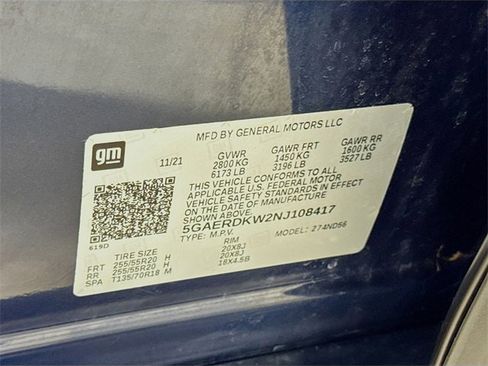 MFD BY GENERAL MOTORS LLC
gm
11/21
GVWR GAWR FRT GAWR RR
2800 KG 1450 KG 1600 KG
6173 LB 3196 LB 3527 LB
THIS VEHICLE CONFORMS TO ALL
APPLICABLE U.S. FEDERAL MOTOR
VEHICLE SAFETY STANDARDS IN EFFECT
ON THE DATE OF MANUFACTURE
SHOWN ABOVE.
5GAERDKW2NJ108417
619D
TYPE: M.P.V. MODEL: 274ND56
TIRE SIZE RIM
FRT 255/55R20 H 20X8J
RR 255/55R20 H 20X8J
SPA T135/70R18 M 18X4.5B